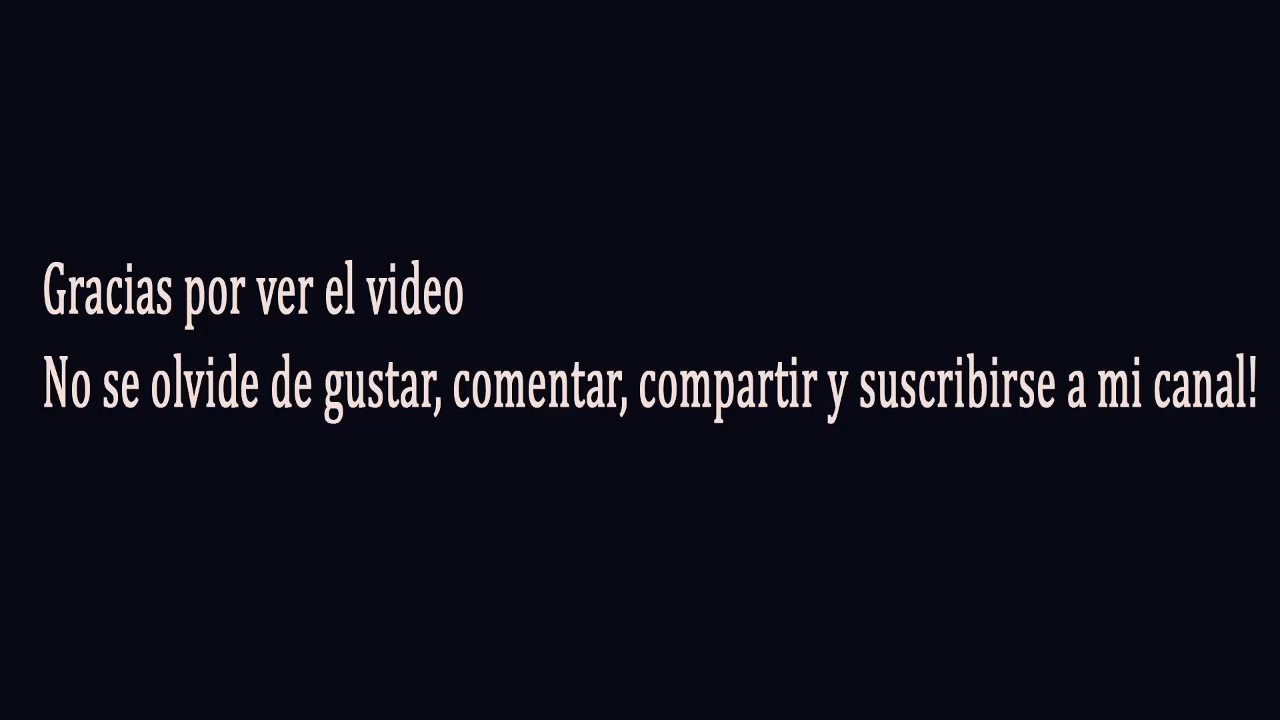 Gracias por ver el video
No se olvide de gustar, comentar, compartir y suscribirse a mi canal!